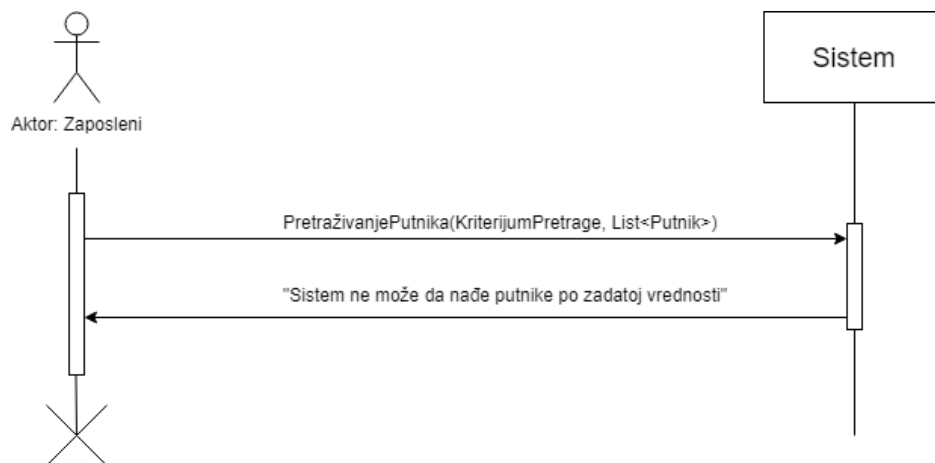 Sistem
Aktor: Zaposleni
PretraživanjePutnika(KriterijumPretrage, List<Putnik>)
"Sistem ne može da nađe putnike po zadatoj vrednosti"